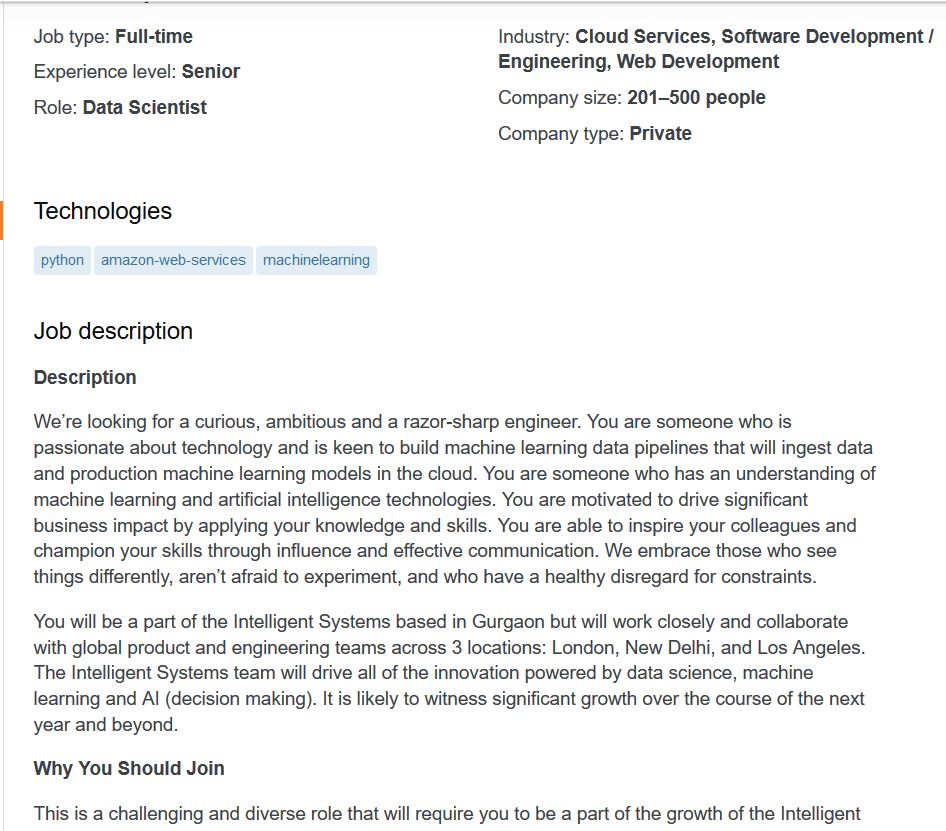 Job type: Full-time
Experience level: Senior
Role: Data Scientist
Industry: Cloud Services, Software Development /
Engineering, Web Development
Company size: 201–500 people
Company type: Private
Technologies
python amazon-web-services machinelearning
Job description
Description
We’re looking for a curious, ambitious and a razor-sharp engineer. You are someone who is
passionate about technology and is keen to build machine learning data pipelines that will ingest data
and production machine learning models in the cloud. You are someone who has an understanding of
machine learning and artificial intelligence technologies. You are motivated to drive significant
business impact by applying your knowledge and skills. You are able to inspire your colleagues and
champion your skills through influence and effective communication. We embrace those who see
things differently, aren’t afraid to experiment, and who have a healthy disregard for constraints.
You will be a part of the Intelligent Systems based in Gurgaon but will work closely and collaborate
with global product and engineering teams across 3 locations: London, New Delhi, and Los Angeles.
The Intelligent Systems team will drive all of the innovation powered by data science, machine
learning and AI (decision making). It is likely to witness significant growth over the course of the next
year and beyond.
Why You Should Join
This is a challenging and diverse role that will require you to be a part of the growth of the Intelligent